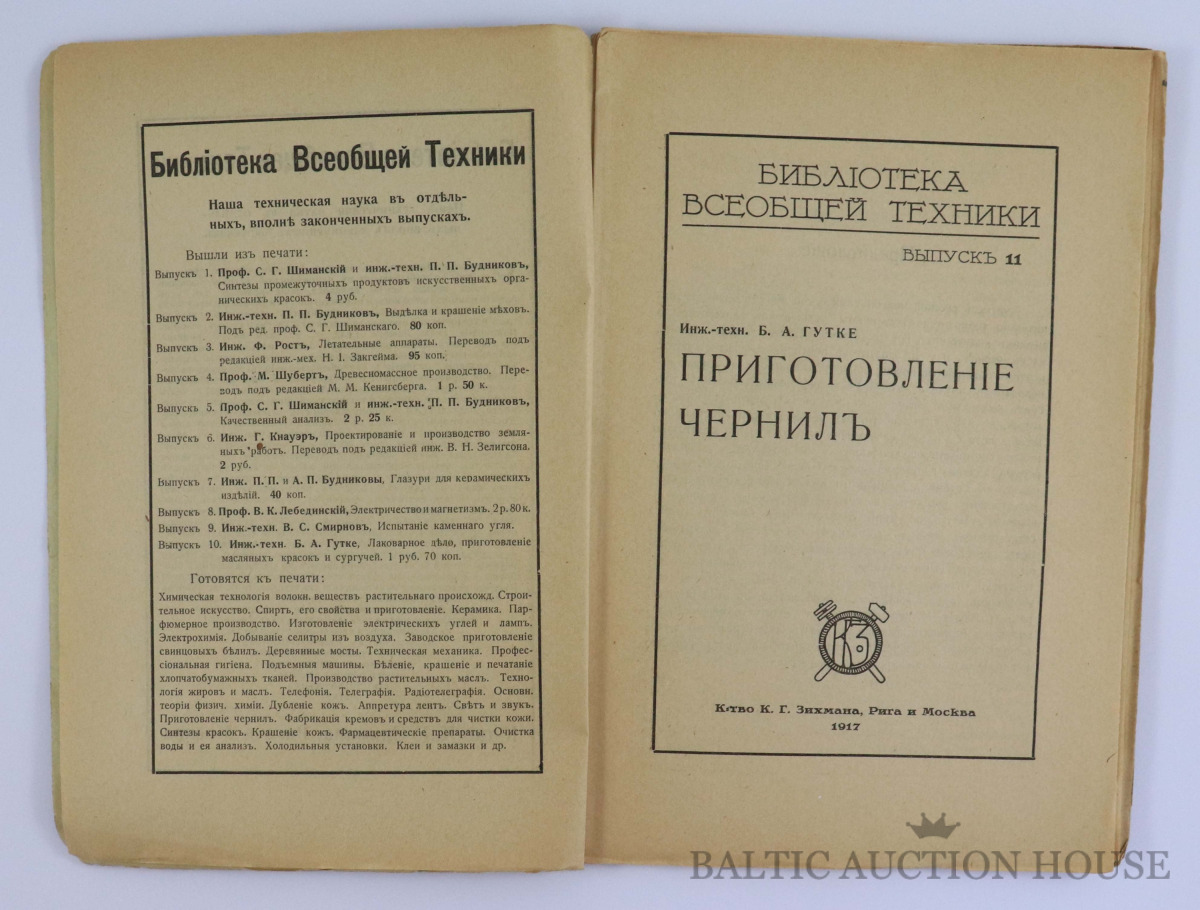 Библіотека Всеобщей Техники
Наша техническая наука въ отдѣль-
ныхъ, вполнѣ законченныхъ выпускахъ.
Вышли изъ печати:
Выпускъ 1. Проф. С. Г. Шиманскій и инж.-техн. П. П. Будниковъ,
Синтезы промежуточныхъ продуктовъ искусственныхъ орга-
ническихъ красокъ. 4 руб.
Выпускъ 2. Инж.-техн. П. П. Будниковъ, Выдѣлка и крашеніе мѣховъ.
Подъ ред. проф. С. Г. Шиманскаго. 80 коп.
Выпускъ 3. Инж. Ф. Ростъ, Летательные аппараты. Переводъ подъ
редакціей инж.-мех. Н. І. Закгейма. 95 коп.
Выпускъ 4. Проф. М. Шубертъ, Древесномассное производство. Пере-
водъ подъ редакціей М. М. Кенигсберга. 1 р. 50 к.
Выпускъ 5. Проф. С. Г. Шиманскій и инж.-техн. П. П. Будниковъ,
Качественный анализъ. 2 р. 25 к.
Выпускъ 6. Инж. Г. Кнауэръ, Проектированіе и производство земля-
ныхъ работъ. Переводъ подъ редакціей инж. В. Н. Зелигсона.
2 руб.
Выпускъ 7. Инж. П. П. и А. П. Будниковы, Глазури для керамическихъ
издѣлій. 40 коп.
Выпускъ 8. Проф. В. К. Лебединскій, Электричество и магнетизмъ. 2 р. 80 к.
Выпускъ 9. Инж.-техн. В. С. Смирновъ, Испытаніе каменнаго угля.
Выпускъ 10. Инж.-техн. Б. А. Гутке, Лаковарное дѣло, приготовленіе
масляныхъ красокъ и сургучей. 1 руб. 70 коп.
Готовятся къ печати:
Химическая технологія волокн. веществъ растительнаго происхожд. Строи-
тельное искусство. Спиртъ, его свойства и приготовленіе. Керамика. Пар-
фюмерное производство. Изготовленіе электрическихъ углей и лампъ.
Электрохимія. Добываніе селитры изъ воздуха. Заводское приготовленіе
свинцовыхъ бѣлилъ. Деревянные мосты. Техническая механика. Профес-
сіональная гигіена. Подъемныя машины. Бѣленіе, крашеніе и печатаніе
хлопчатобумажныхъ тканей. Производство растительныхъ маслъ. Техно-
логія жировъ и маслъ. Телефонія. Телеграфія. Радіотелеграфія. Основн.
теоріи физич. химіи. Дубленіе кожъ. Аппретура лентъ. Свѣтъ и звукъ.
Приготовленіе чернилъ. Фабрикація кремовъ и средствъ для чистки кожи.
Синтезы красокъ. Крашеніе кожъ. Фармацевтическіе препараты. Очистка
воды и ея анализъ. Холодильныя установки. Клеи и замазки и др.
БИБЛІОТЕКА
ВСЕОБЩЕЙ ТЕХНИКИ
ВЫПУСКЪ 11
Инж.-техн. Б. А. ГУТКЕ
ПРИГОТОВЛЕНІЕ
ЧЕРНИЛЪ
КЗ
К-тво К. Г. Зихмана, Рига и Москва
1917
BALTIC AUCTION HOUSE